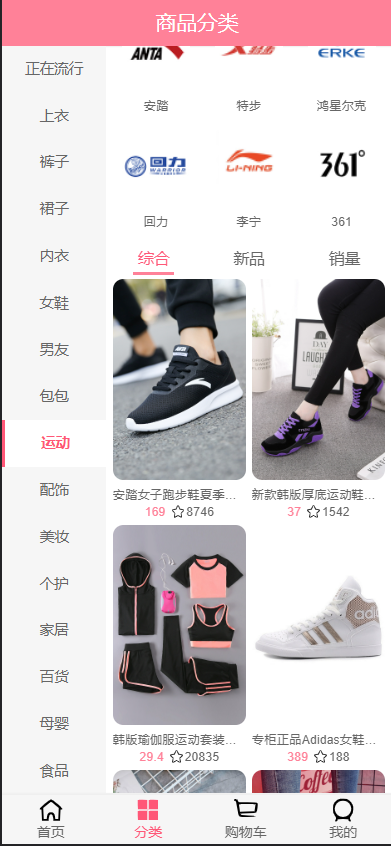 商品分类
正在流行
上衣
裤子
裙子
内衣
女鞋
男友
包包
运动
配饰
美妆
个护
家居
百货
母婴
食品
ANTA
ERKE
安踏
特步
鸿星尔克
回力
WARRIOR
LI-NING
361°
回力
李宁
361
综合
新品
销量
ANTA
DAY
LAUGH
安踏女子跑步鞋夏季...
169 8746
新款韩版厚底运动鞋...
37 1542
韩版瑜伽服运动套装...
29.4 20835
adidas
专柜正品Adidas女鞋...
389 188
Coffee
首页
分类
购物车
我的